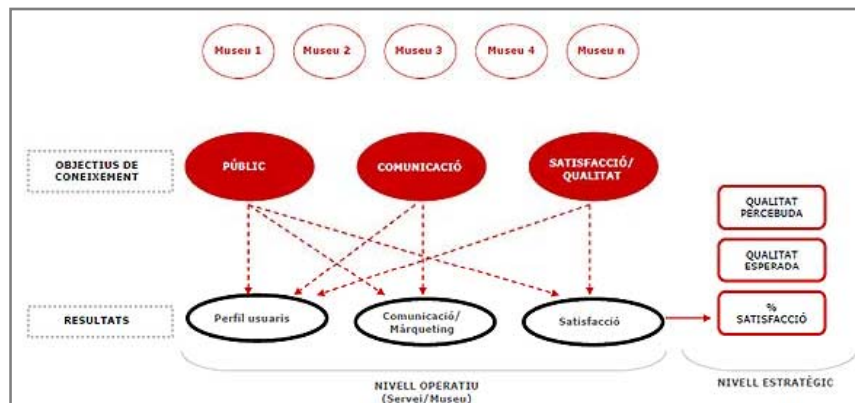 Museu 1
Museu 2
Museu 3
Museu 4
Museu n
OBJECTIUS DE
CONEIXEMENT
PÚBLIC
COMUNICACIÓ
SATISFACCIÓ/
QUALITAT
QUALITAT
PERCEBUDA
QUALITAT
ESPERADA
RESULTATS
Perfil usuaris
Comunicació/
Màrqueting
Satisfacció
%
SATISFACCIÓ
NIVELL OPERATIU
(Servei/Museu)
NIVELL ESTRATÈGIC